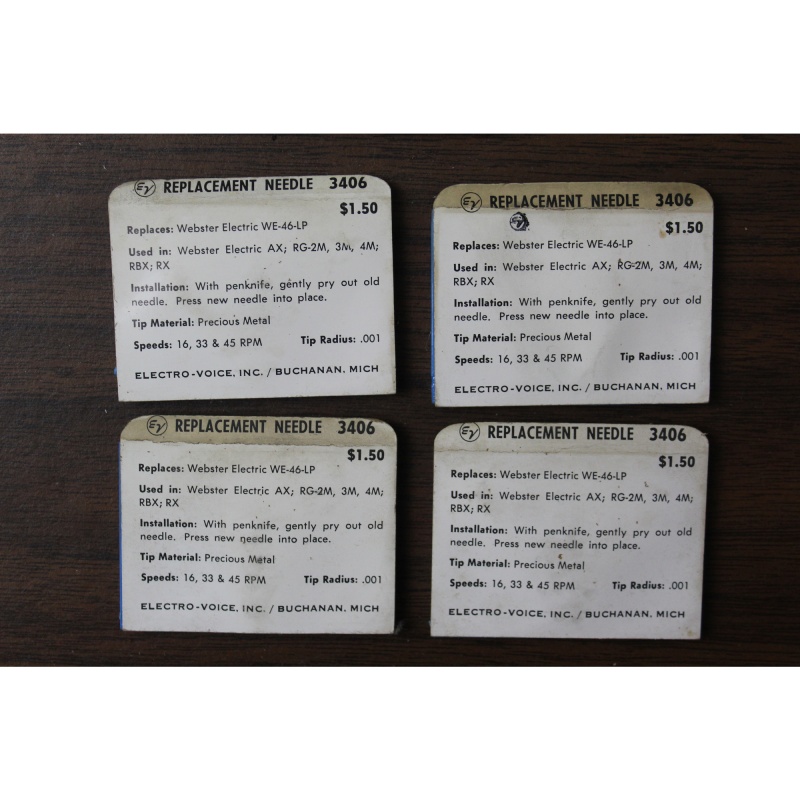 EV REPLACEMENT NEEDLE 3406
$1.50
Replaces: Webster Electric WE-46-LP
Used in: Webster Electric AX; RG-2M, 3M, 4M;
RBX; RX
Installation: With penknife, gently pry out old
needle. Press new needle into place.
Tip Material: Precious Metal
Speeds: 16, 33 & 45 RPM Tip Radius: .001
ELECTRO-VOICE, INC. / BUCHANAN, MICH
EV REPLACEMENT NEEDLE 3406
$1.50
Replaces: Webster Electric WE-46-LP
Used in: Webster Electric AX; RG-2M, 3M, 4M;
RBX; RX
Installation: With penknife, gently pry out old
needle. Press new needle into place.
Tip Material: Precious Metal
Speeds: 16, 33 & 45 RPM Tip Radius: .001
ELECTRO-VOICE, INC. / BUCHANAN, MICH
EV REPLACEMENT NEEDLE 3406
$1.50
Replaces: Webster Electric WE-46-LP
Used in: Webster Electric AX; RG-2M, 3M, 4M;
RBX; RX
Installation: With penknife, gently pry out old
needle. Press new needle into place.
Tip Material: Precious Metal
Speeds: 16, 33 & 45 RPM Tip Radius: .001
ELECTRO-VOICE, INC. / BUCHANAN, MICH
EV REPLACEMENT NEEDLE 3406
$1.50
Replaces: Webster Electric WE-46-LP
Used in: Webster Electric AX; RG-2M, 3M, 4M;
RBX; RX
Installation: With penknife, gently pry out old
needle. Press new needle into place.
Tip Material: Precious Metal
Speeds: 16, 33 & 45 RPM Tip Radius: .001
ELECTRO-VOICE, INC. / BUCHANAN, MICH